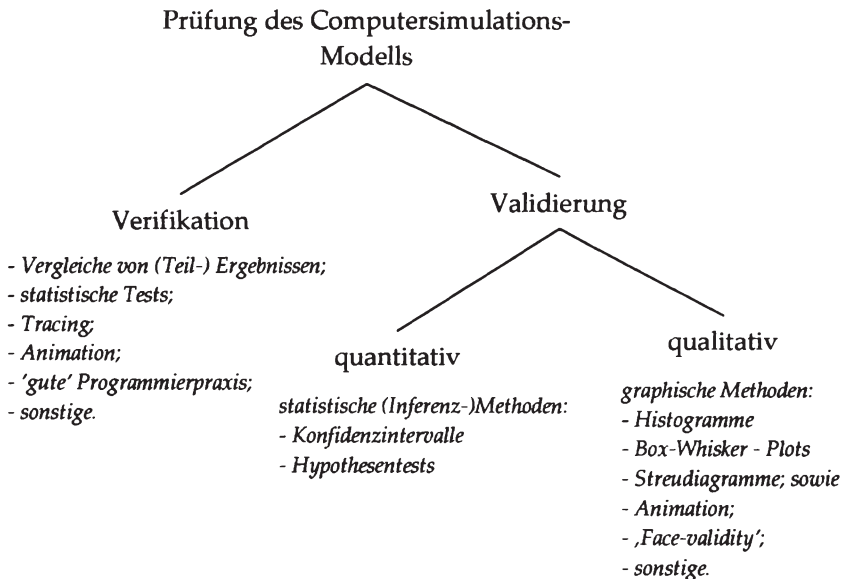 Prüfung des Computersimulations-
Modells
Verifikation
- Vergleiche von (Teil-) Ergebnissen;
- statistische Tests;
- Tracing;
- Animation;
- 'gute' Programmierpraxis;
- sonstige.
Validierung
quantitativ
statistische (Inferenz-)Methoden:
- Konfidenzintervalle
- Hypothesentests
qualitativ
graphische Methoden:
- Histogramme
- Box-Whisker - Plots
- Streudiagramme; sowie
- Animation;
- ‚Face-validity';
- sonstige.